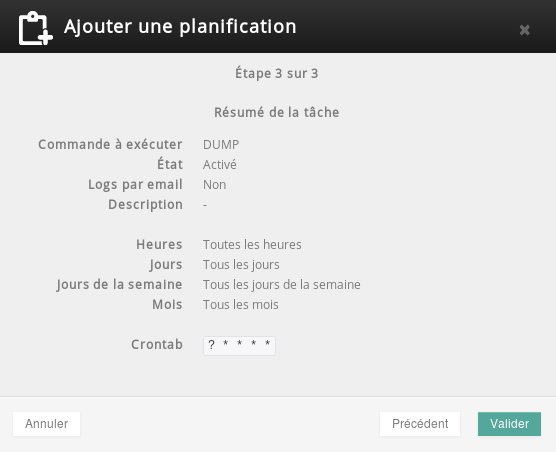 Ajouter une planification
Étape 3 sur 3
Résumé de la tâche
Commande à exécuter DUMP
État Activé
Logs par email Non
Description -
Heures Toutes les heures
Jours Tous les jours
Jours de la semaine Tous les jours de la semaine
Mois Tous les mois
Crontab ? * * * *
Annuler Précédent Valider